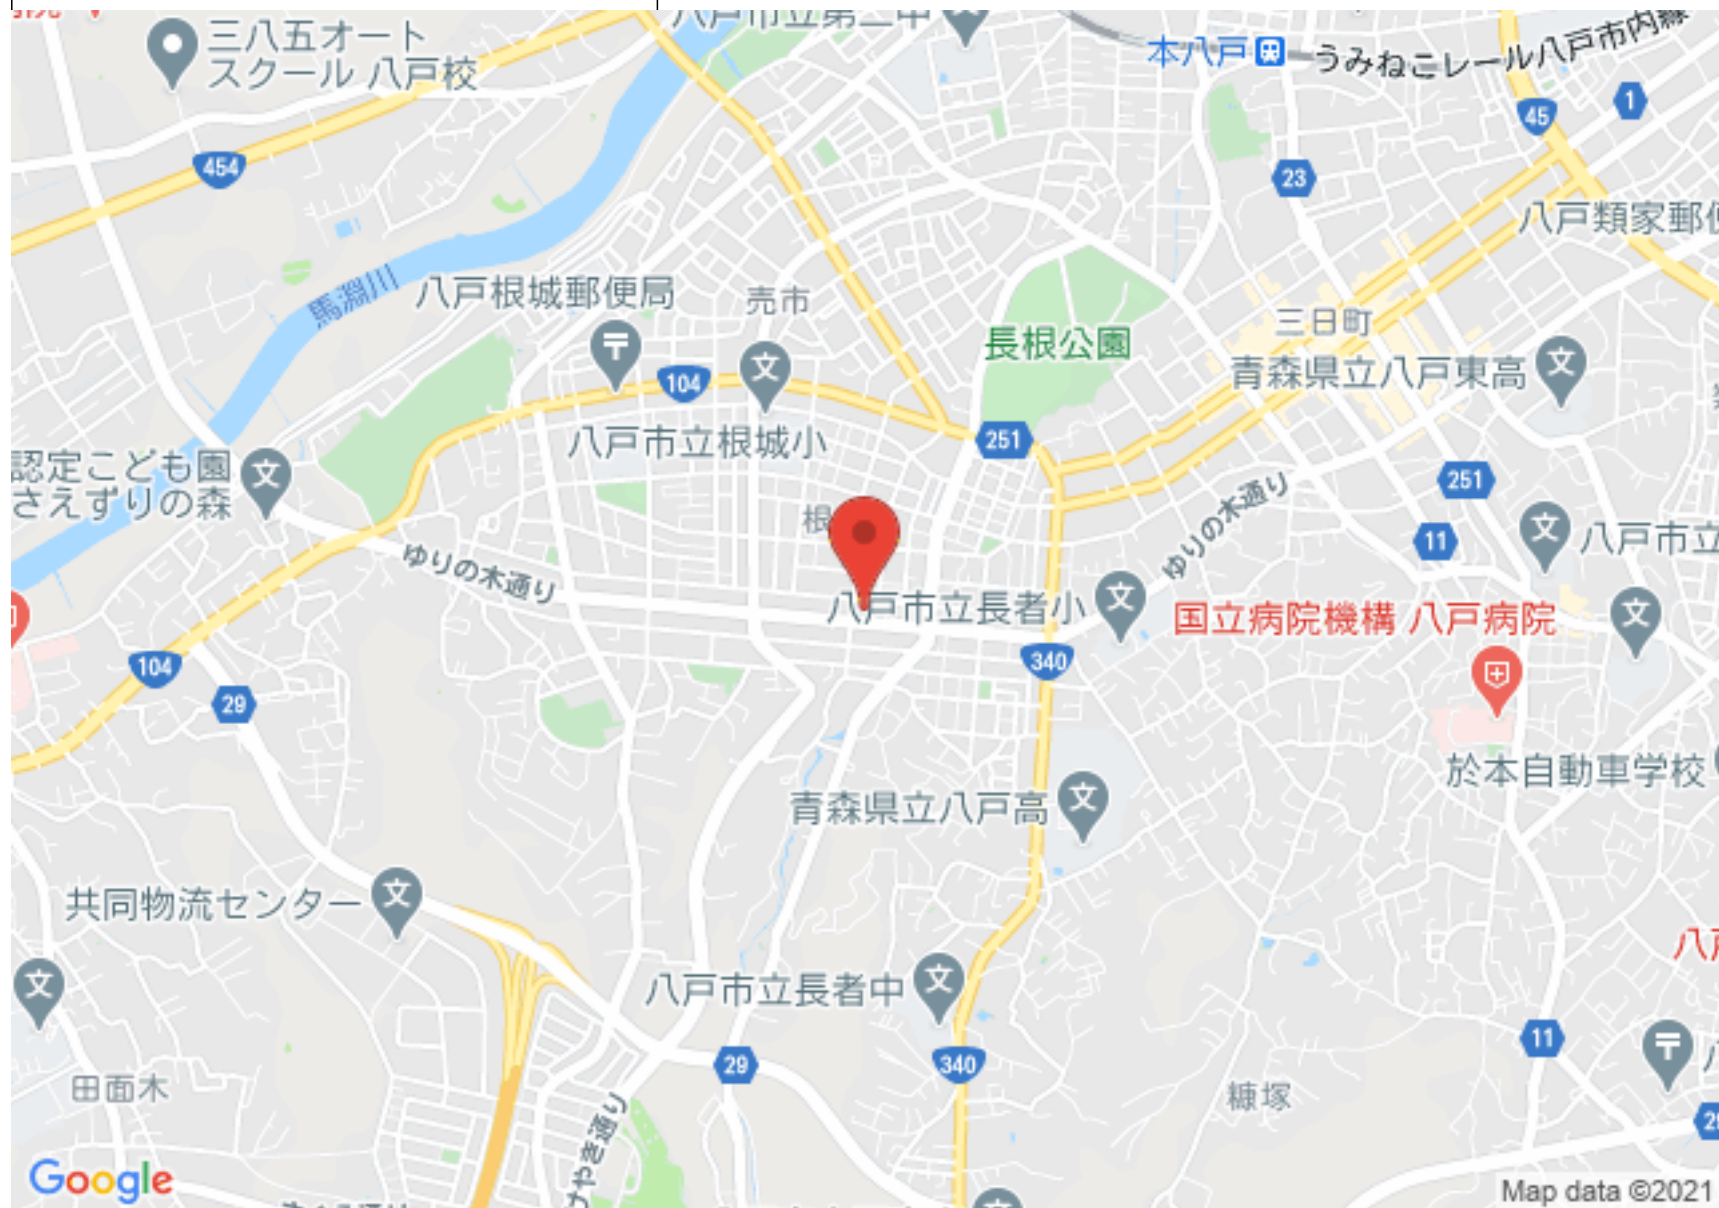 三八五オート
スクール 八戸校
本八戸
うみねこレール八戸市内線
454
45
1
23
八戸類家郵便
馬淵川
八戸根城郵便局
売市
長根公園
三日町
青森県立八戸東高
104
251
八戸市立根城小
認定こども園
さえずりの森
251
根
ゆりの木通り
ゆりの木通り
11
八戸市立
八戸市立長者小
国立病院機構 八戸病院
340
104
29
於本自動車学校
青森県立八戸高
共同物流センター
八戸市立長者中
29
340
11
田面木
糠塚
けやき通り
Google
Map data ©2021